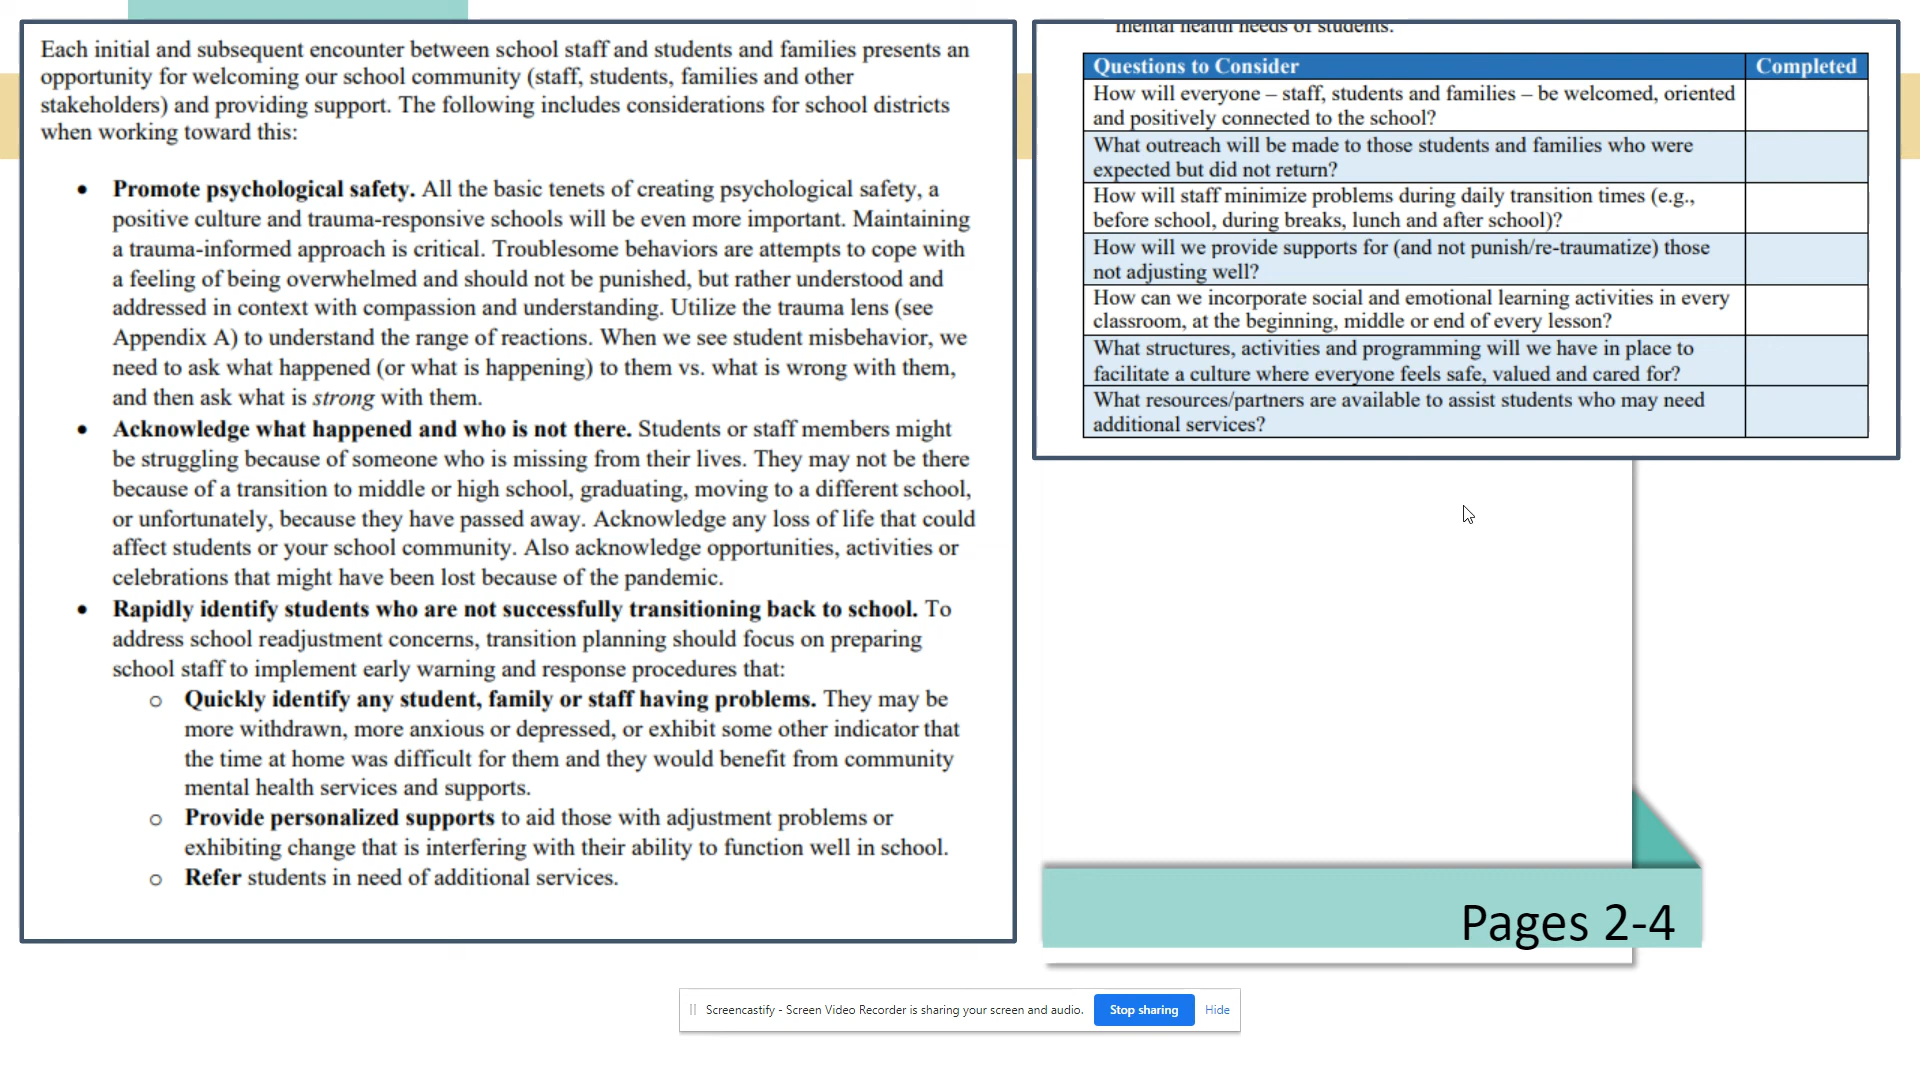 Each initial and subsequent encounter between school staff and students and families presents an
opportunity for welcoming our school community (staff, students, families and other
stakeholders) and providing support. The following includes considerations for school districts
when working toward this:
• Promote psychological safety. All the basic tenets of creating psychological safety, a
positive culture and trauma-responsive schools will be even more important. Maintaining
a trauma-informed approach is critical. Troublesome behaviors are attempts to cope with
a feeling of being overwhelmed and should not be punished, but rather understood and
addressed in context with compassion and understanding. Utilize the trauma lens (see
Appendix A) to understand the range of reactions. When we see student misbehavior, we
need to ask what happened (or what is happening) to them vs. what is wrong with them,
and then ask what is strong with them.
• Acknowledge what happened and who is not there. Students or staff members might
be struggling because of someone who is missing from their lives. They may not be there
because of a transition to middle or high school, graduating, moving to a different school,
or unfortunately, because they have passed away. Acknowledge any loss of life that could
affect students or your school community. Also acknowledge opportunities, activities or
celebrations that might have been lost because of the pandemic.
• Rapidly identify students who are not successfully transitioning back to school. To
address school readjustment concerns, transition planning should focus on preparing
school staff to implement early warning and response procedures that:
o Quickly identify any student, family or staff having problems. They may be
more withdrawn, more anxious or depressed, or exhibit some other indicator that
the time at home was difficult for them and they would benefit from community
mental health services and supports.
o Provide personalized supports to aid those with adjustment problems or
exhibiting change that is interfering with their ability to function well in school.
o Refer students in need of additional services.
mental health needs of students.
Questions to Consider Completed
How will everyone – staff, students and families – be welcomed, oriented
and positively connected to the school?
What outreach will be made to those students and families who were
expected but did not return?
How will staff minimize problems during daily transition times (e.g.,
before school, during breaks, lunch and after school)?
How will we provide supports for (and not punish/re-traumatize) those
not adjusting well?
How can we incorporate social and emotional learning activities in every
classroom, at the beginning, middle or end of every lesson?
What structures, activities and programming will we have in place to
facilitate a culture where everyone feels safe, valued and cared for?
What resources/partners are available to assist students who may need
additional services?
Pages 2-4
Screencastify - Screen Video Recorder is sharing your screen and audio. Stop sharing Hide